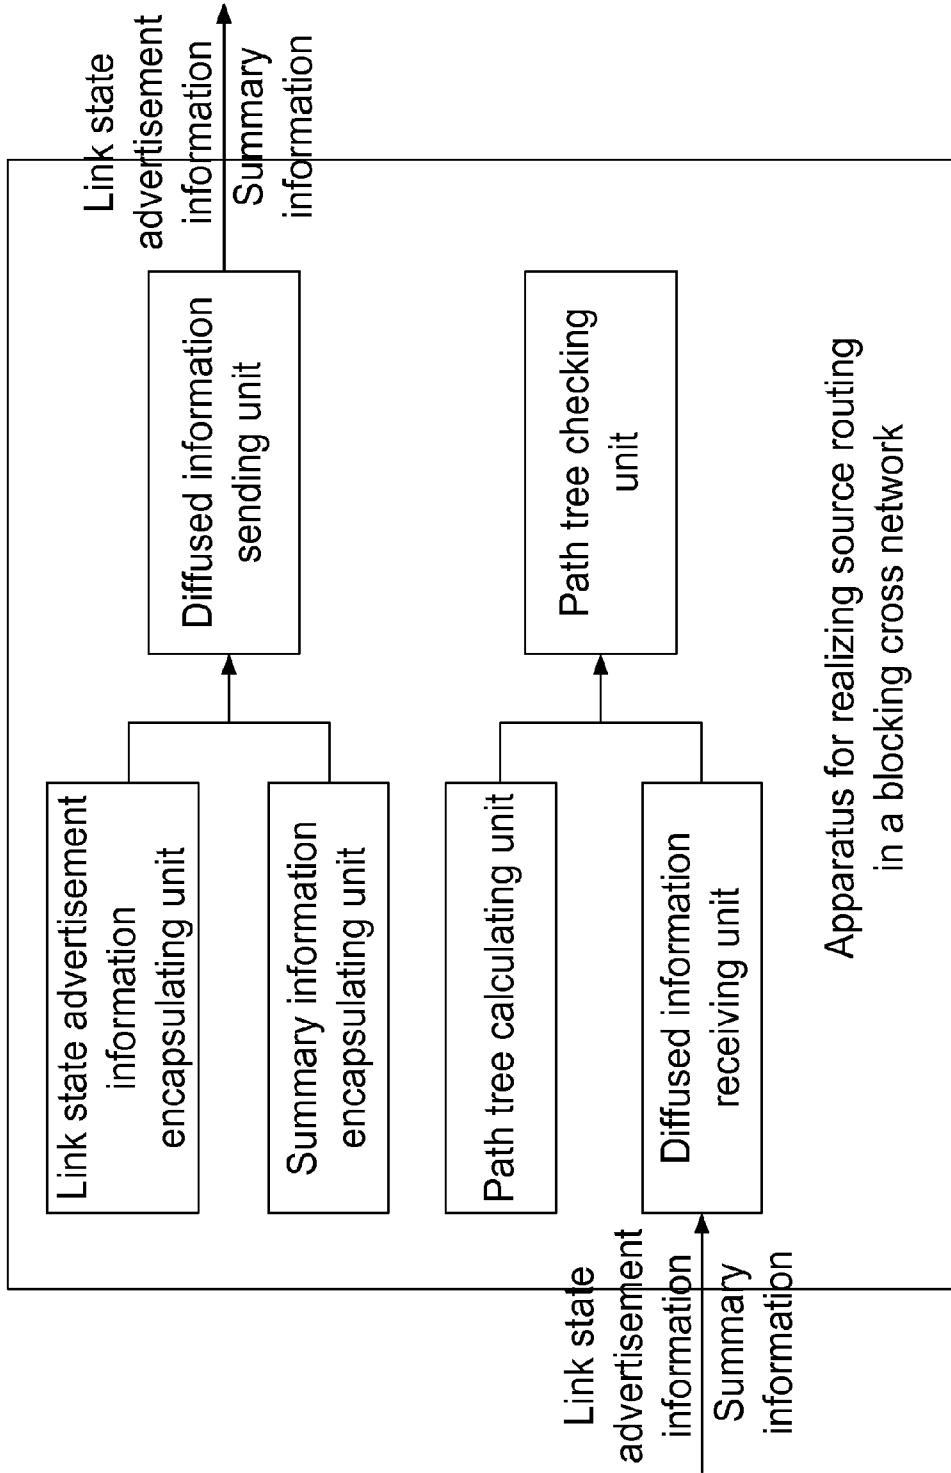 Link state
advertisement
information
Summary
information
Link state advertisement
information
encapsulating unit
Diffused information
sending unit
Summary information
encapsulating unit
Path tree calculating unit
Path tree checking
unit
Link state
advertisement
information
Summary
information
Diffused information
receiving unit
Apparatus for realizing source routing
in a blocking cross network